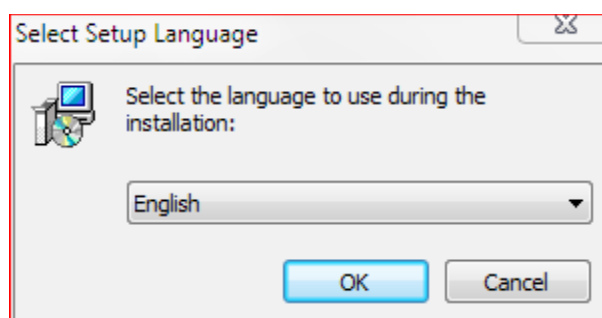 Select Setup Language
Select the language to use during the
installation:
English
OK
Cancel